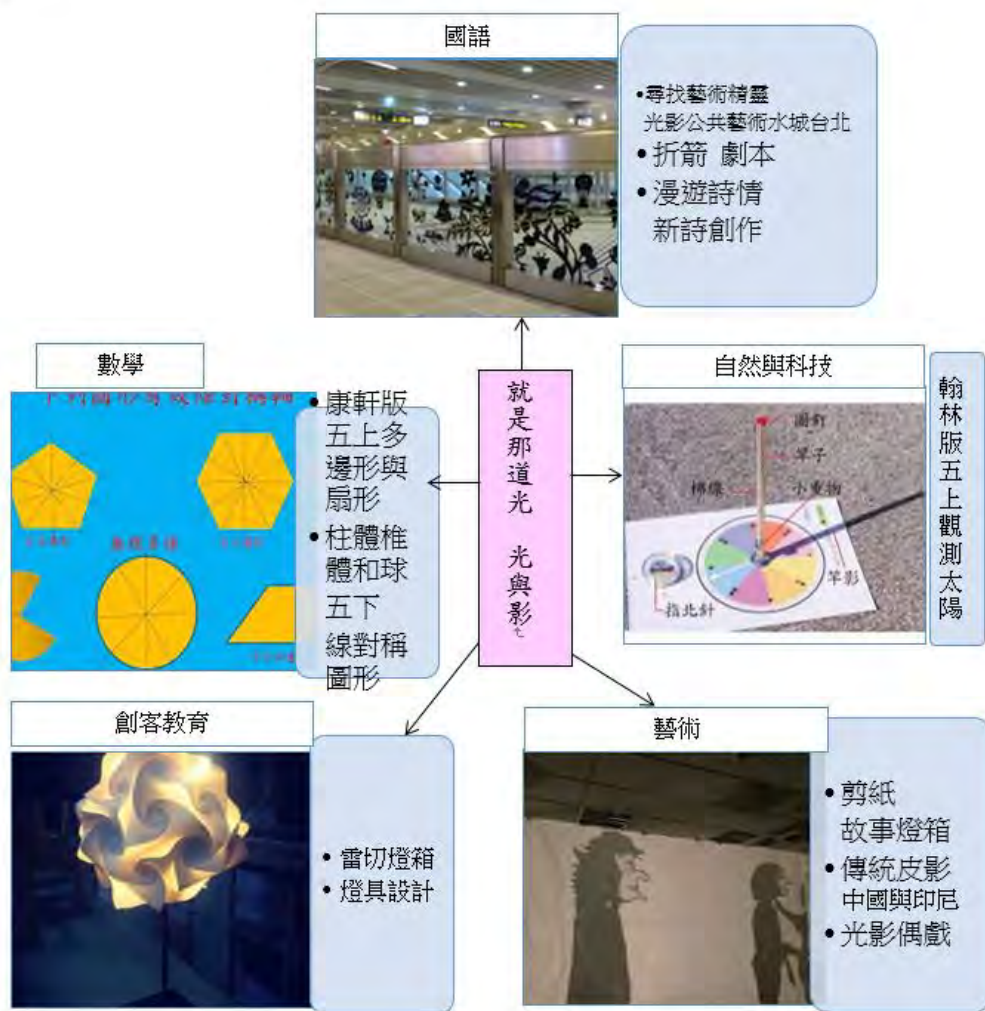 國語
•尋找藝術精靈
光影公共藝術水城台北
• 折箭 劇本
• 漫遊詩情
新詩創作
數學
• 康軒版
五上多
邊形與
扇形
• 柱體椎
體和球
五下
線對稱
圖形
就是那道光 光與影
自然與科技
圖釘
竿子
棉線
小重物
竿影
指北針
翰林版五上觀測太陽
創客教育
• 雷切燈箱
• 燈具設計
藝術
• 剪紙
故事燈箱
• 傳統皮影
中國與印尼
• 光影偶戲